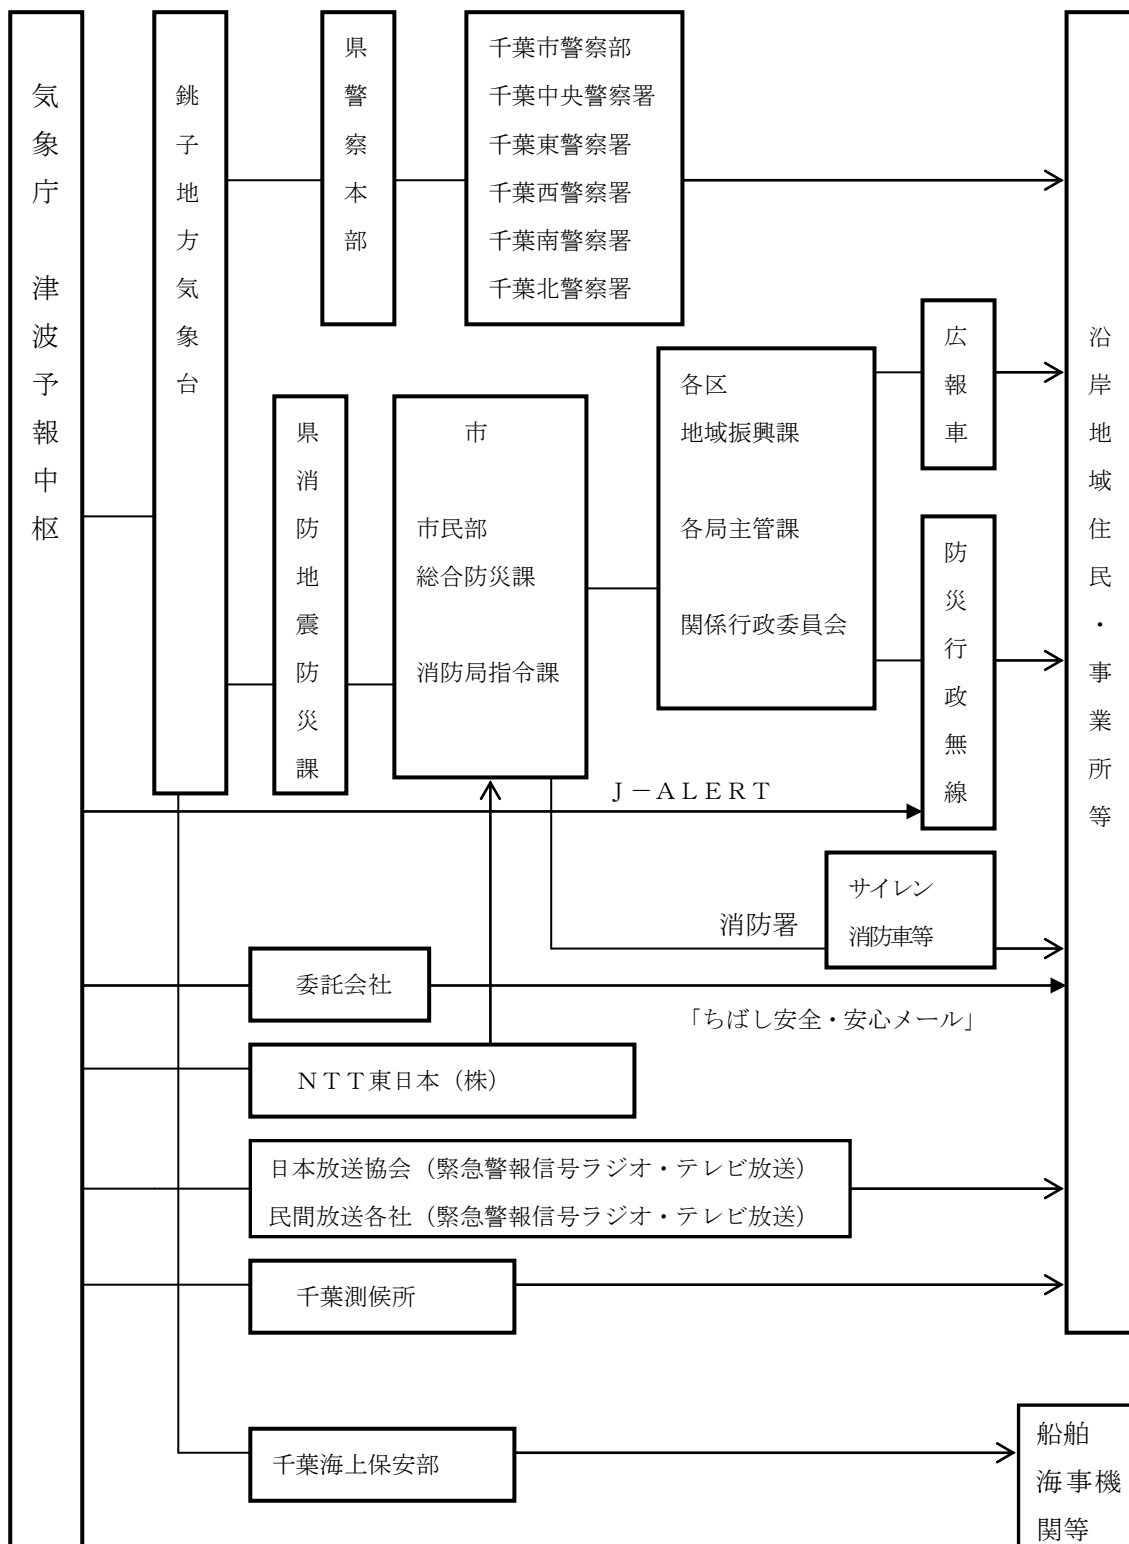 気象庁　津波予報中枢
銚子地方気象台
県警察本部
千葉市警察部
千葉中央警察署
千葉東警察署
千葉西警察署
千葉南警察署
千葉北警察署
県消防地震防災課
市
市民部
総合防災課
消防局指令課
各区
地域振興課
各局主管課
関係行政委員会
広報車
防災行政無線
J－ALERT
消防署
サイレン
消防車等
委託会社
「ちばし安全・安心メール」
ＮＴＴ東日本（株）
日本放送協会（緊急警報信号ラジオ・テレビ放送）
民間放送各社（緊急警報信号ラジオ・テレビ放送）
千葉測候所
千葉海上保安部
沿岸地域住民・事業所等
船舶
海事機
関等